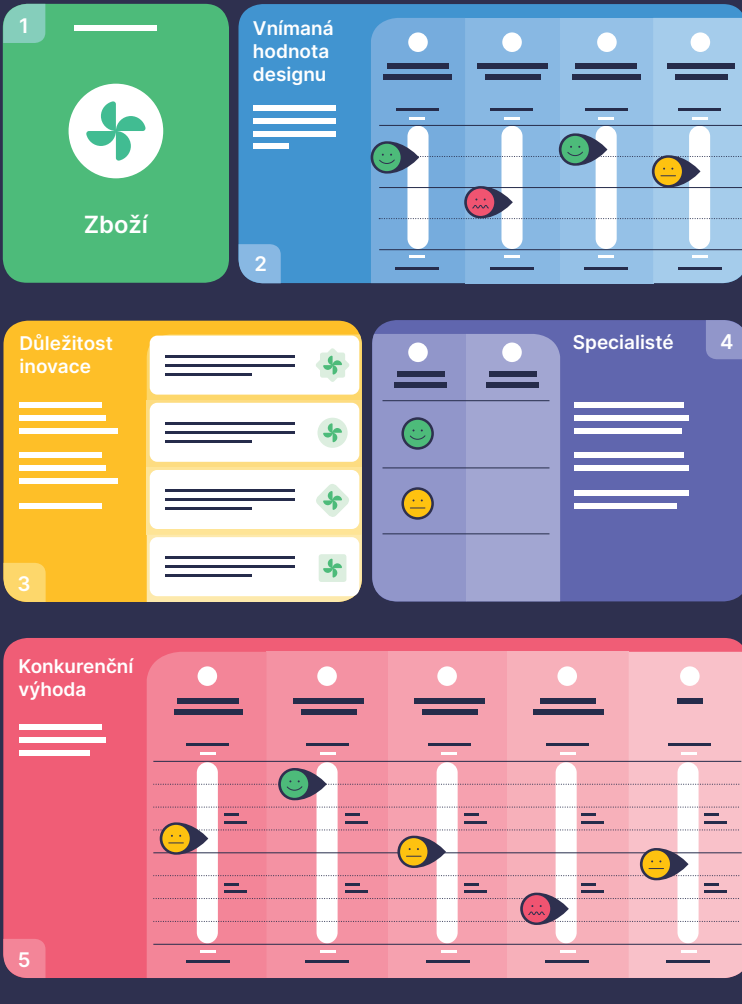 1
Zboží
Vnímaná
hodnota
designu
2
Důležitost
inovace
3
Specialisté
4
Konkurenční
výhoda
5